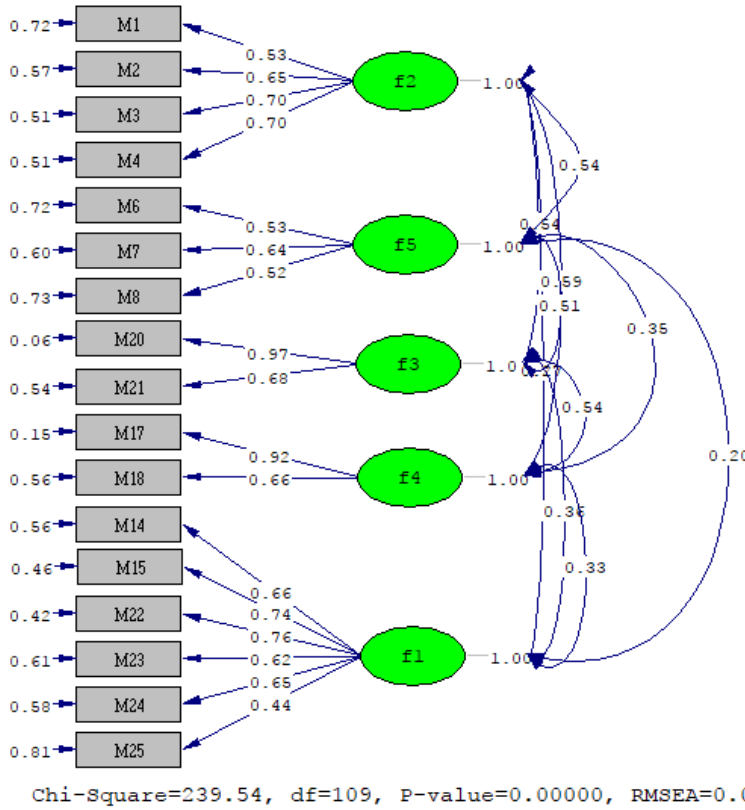 0.72 M1
0.53
0.57 M2 0.65 f2 1.00
0.51 M3 0.70
0.70
0.51 M4 0.54
0.72 M6
0.53 0.54
0.60 M7 0.64 f5 1.00
0.52
0.73 M8 0.59
0.51
0.06 M20 0.35
0.97
0.68 f3 1.00
0.54 M21
0.54
0.15 M17
0.92
0.66 f4 1.00
0.56 M18 0.20
0.56 M14 0.36
0.46 M15 0.33
0.66
0.42 M22 0.74
0.76
0.61 M23 0.62 f1 1.00
0.65
0.58 M24 0.44
0.81 M25
Chi-Square=239.54, df=109, P-value=0.00000, RMSEA=0.0